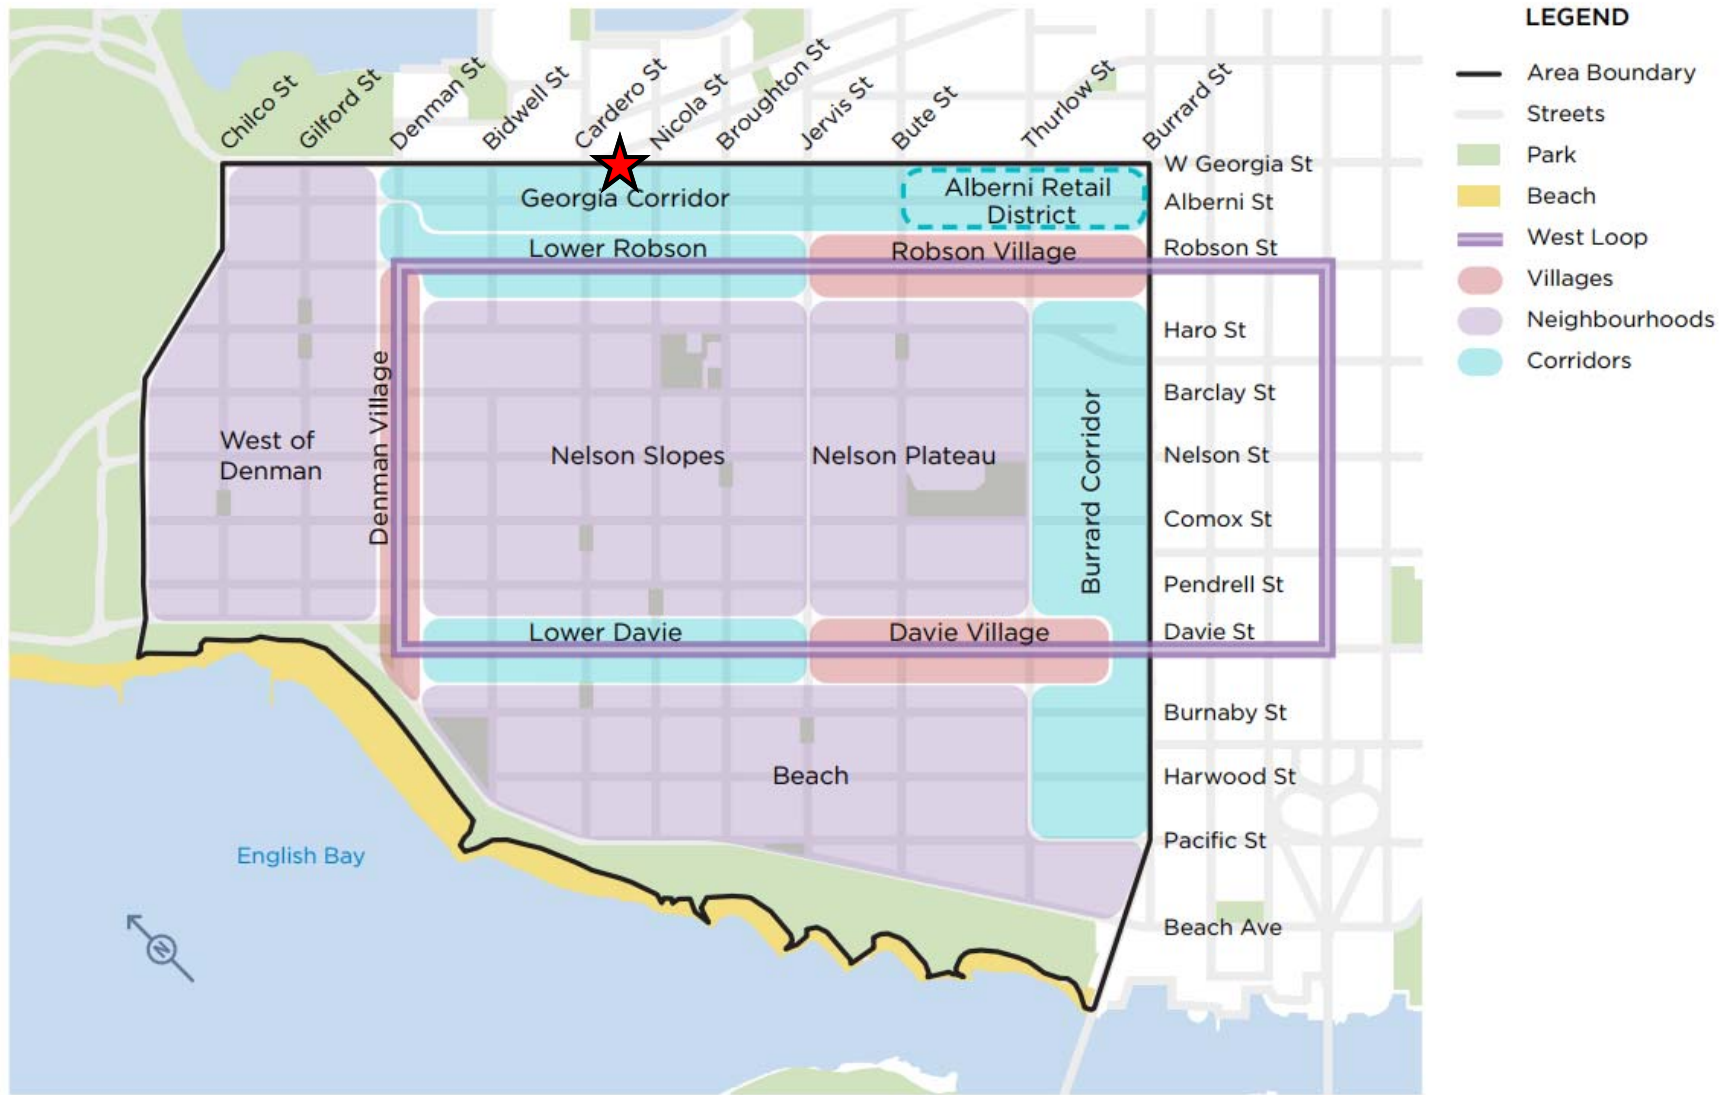 LEGEND
Area Boundary
Streets
Park
Beach
West Loop
Villages
Neighbourhoods
Corridors
Chilco St
Gilford St
Denman St
Bidwell St
Cardero St
Nicola St
Broughton St
Jervis St
Bute St
Thurlow St
Burrard St
W Georgia St
Alberni St
Robson St
Haro St
Barclay St
Nelson St
Comox St
Pendrell St
Davie St
Burnaby St
Harwood St
Pacific St
Beach Ave
Georgia Corridor
Alberni Retail
District
Lower Robson
Robson Village
West of
Denman
Denman Village
Nelson Slopes
Nelson Plateau
Burrard Corridor
Lower Davie
Davie Village
Beach
English Bay
N